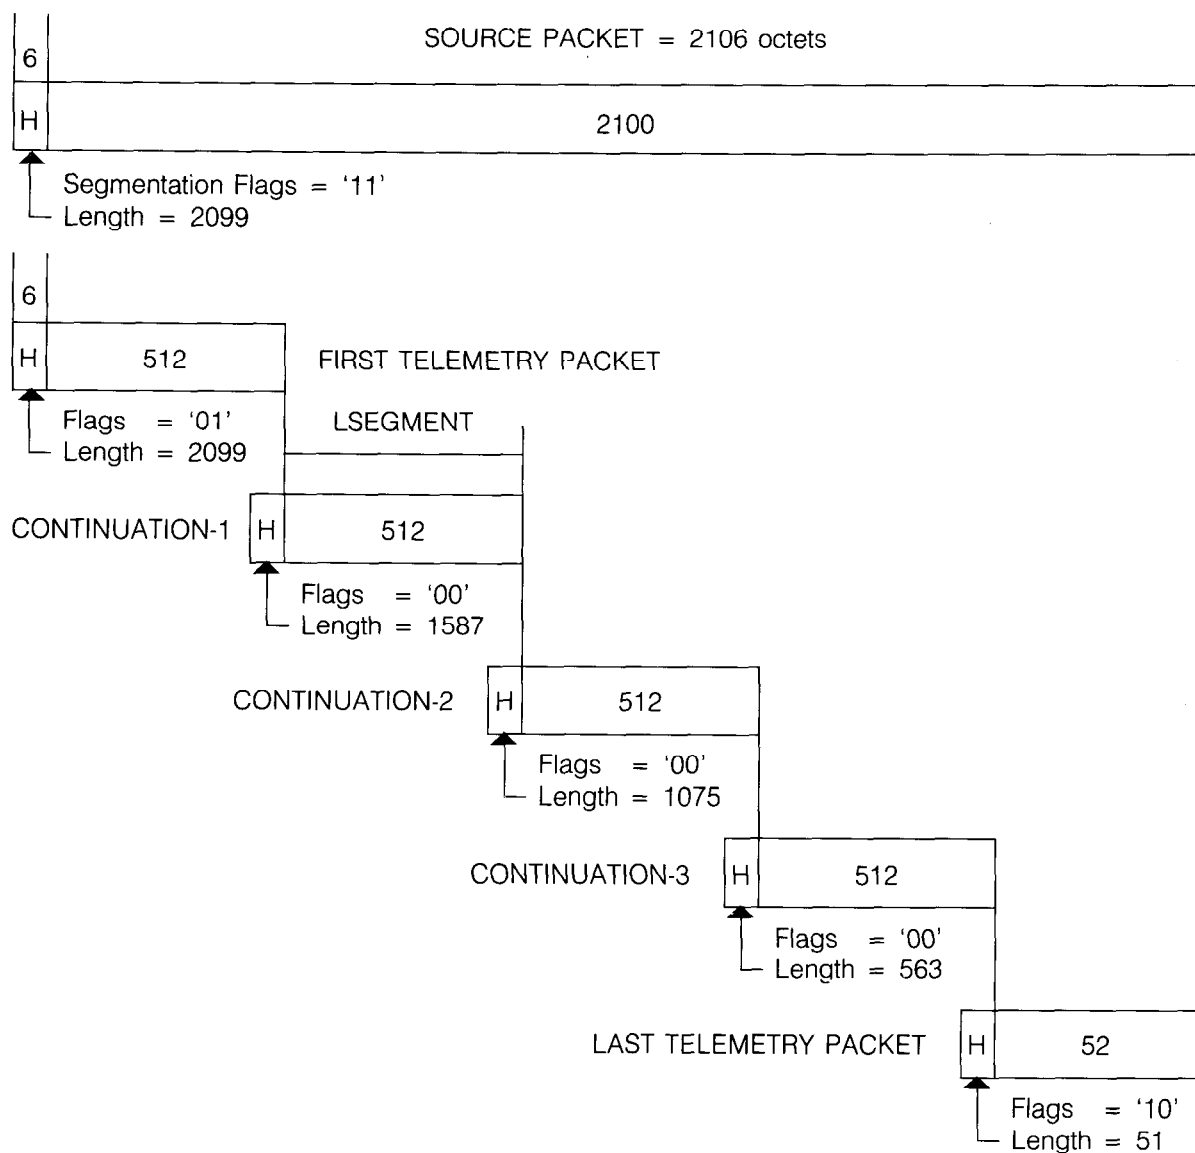 SOURCE PACKET = 2106 octets
6
H
2100
Segmentation Flags = ‘11’
Length = 2099
6
H
512
FIRST TELEMETRY PACKET
Flags = ‘01’
Length = 2099
LSEGMENT
CONTINUATION-1
H
512
Flags = ‘00’
Length = 1587
CONTINUATION-2
H
512
Flags = ‘00’
Length = 1075
CONTINUATION-3
H
512
Flags = ‘00’
Length = 563
LAST TELEMETRY PACKET
H
52
Flags = ‘10’
Length = 51